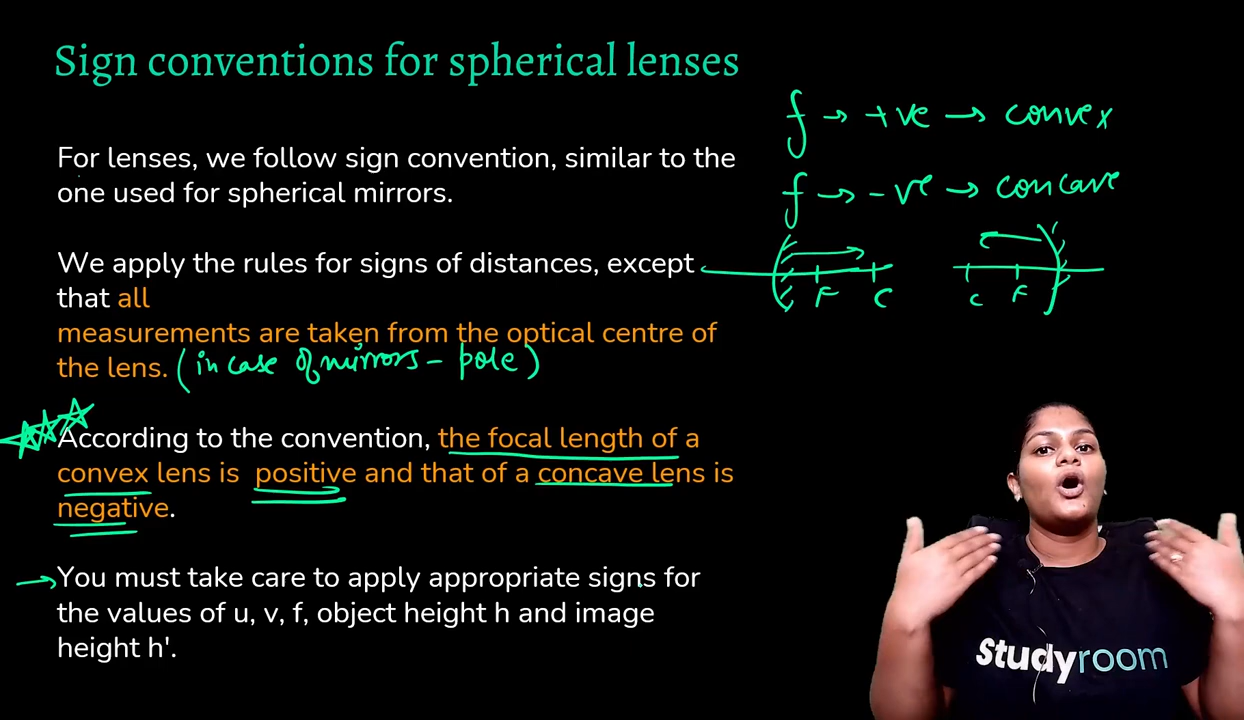 Sign conventions for spherical lenses
For lenses, we follow sign convention, similar to the
one used for spherical mirrors.
We apply the rules for signs of distances, except
that all
measurements are taken from the optical centre of
the lens. (in case of mirrors - pole)
According to the convention, the focal length of a
convex lens is positive and that of a concave lens is
negative.
You must take care to apply appropriate signs for
the values of u, v, f, object height h and image
height h'.
f → +ve → convex
f → -ve → concave
F C
C F
Studyroom